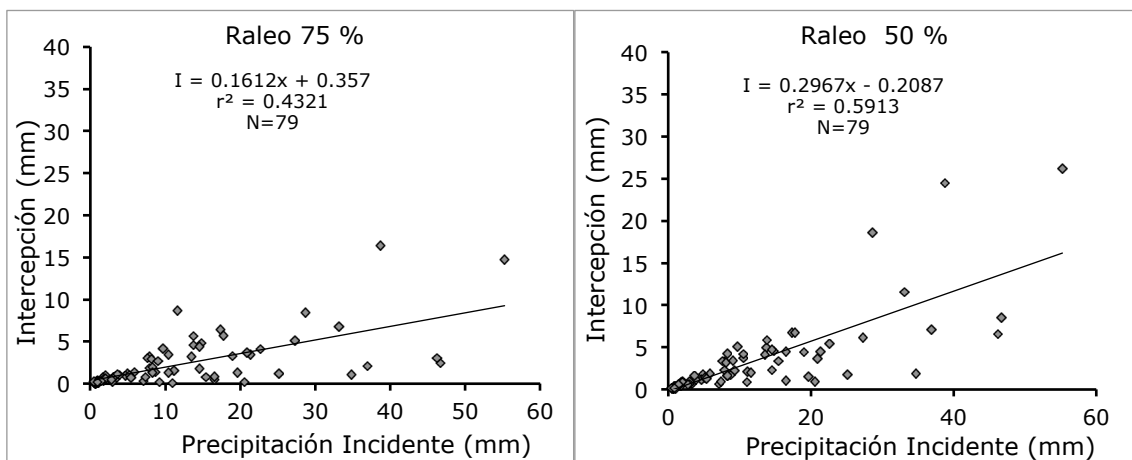 Raleo 75 %
I = 0.1612x + 0.357
r² = 0.4321
N=79
Intercepción (mm)
40
35
30
25
20
15
10
5
0
0 10 20 30 40 50 60
Precipitación Incidente (mm)
Raleo 50 %
I = 0.2967x - 0.2087
r² = 0.5913
N=79
Intercepción (mm)
40
35
30
25
20
15
10
5
0
0 20 40 60
Precipitación Incidente (mm)